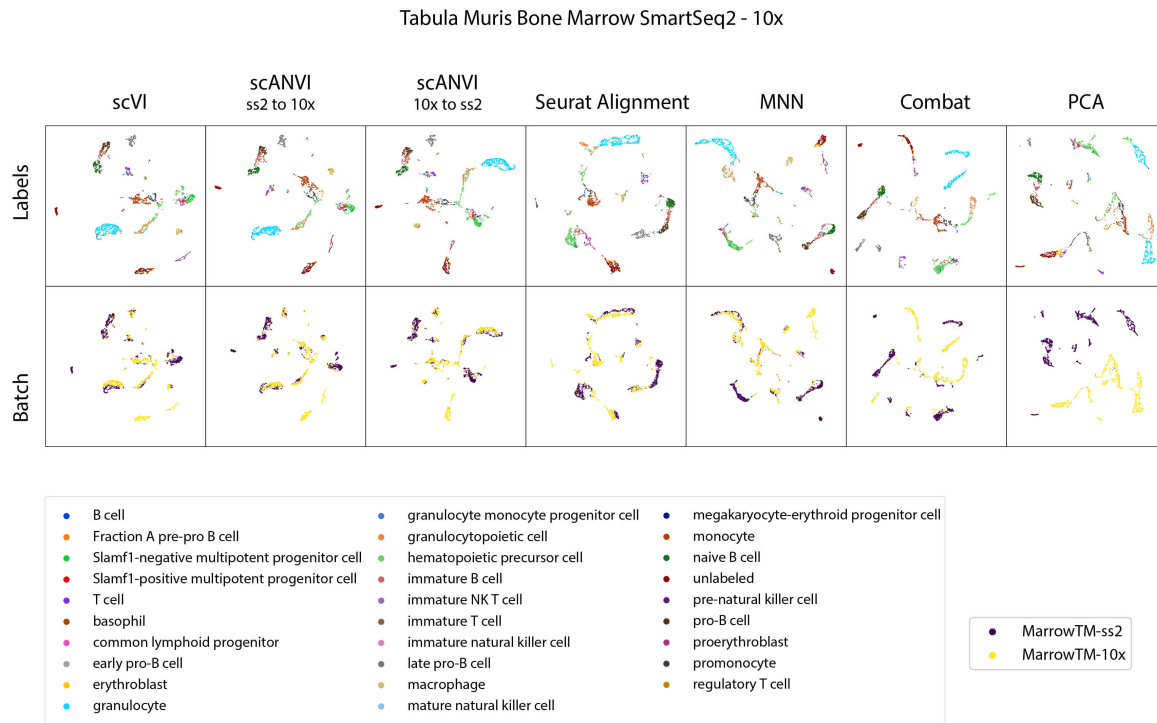 Tabula Muris Bone Marrow SmartSeq2 - 10x
scVI
scANVI
ss2 to 10x
scANVI
10x to ss2
Seurat Alignment
MNN
Combat
PCA
Labels
Batch
B cell
Fraction A pre-pro B cell
Slamf1-negative multipotent progenitor cell
Slamf1-positive multipotent progenitor cell
T cell
basophil
common lymphoid progenitor
early pro-B cell
erythroblast
granulocyte
granulocyte monocyte progenitor cell
granulocytopoietic cell
hematopoietic precursor cell
immature B cell
immature NK T cell
immature T cell
immature natural killer cell
late pro-B cell
macrophage
mature natural killer cell
megakaryocyte-erythroid progenitor cell
monocyte
naive B cell
unlabeled
pre-natural killer cell
pro-B cell
proerythroblast
promonocyte
regulatory T cell
MarrowTM-ss2
MarrowTM-10x